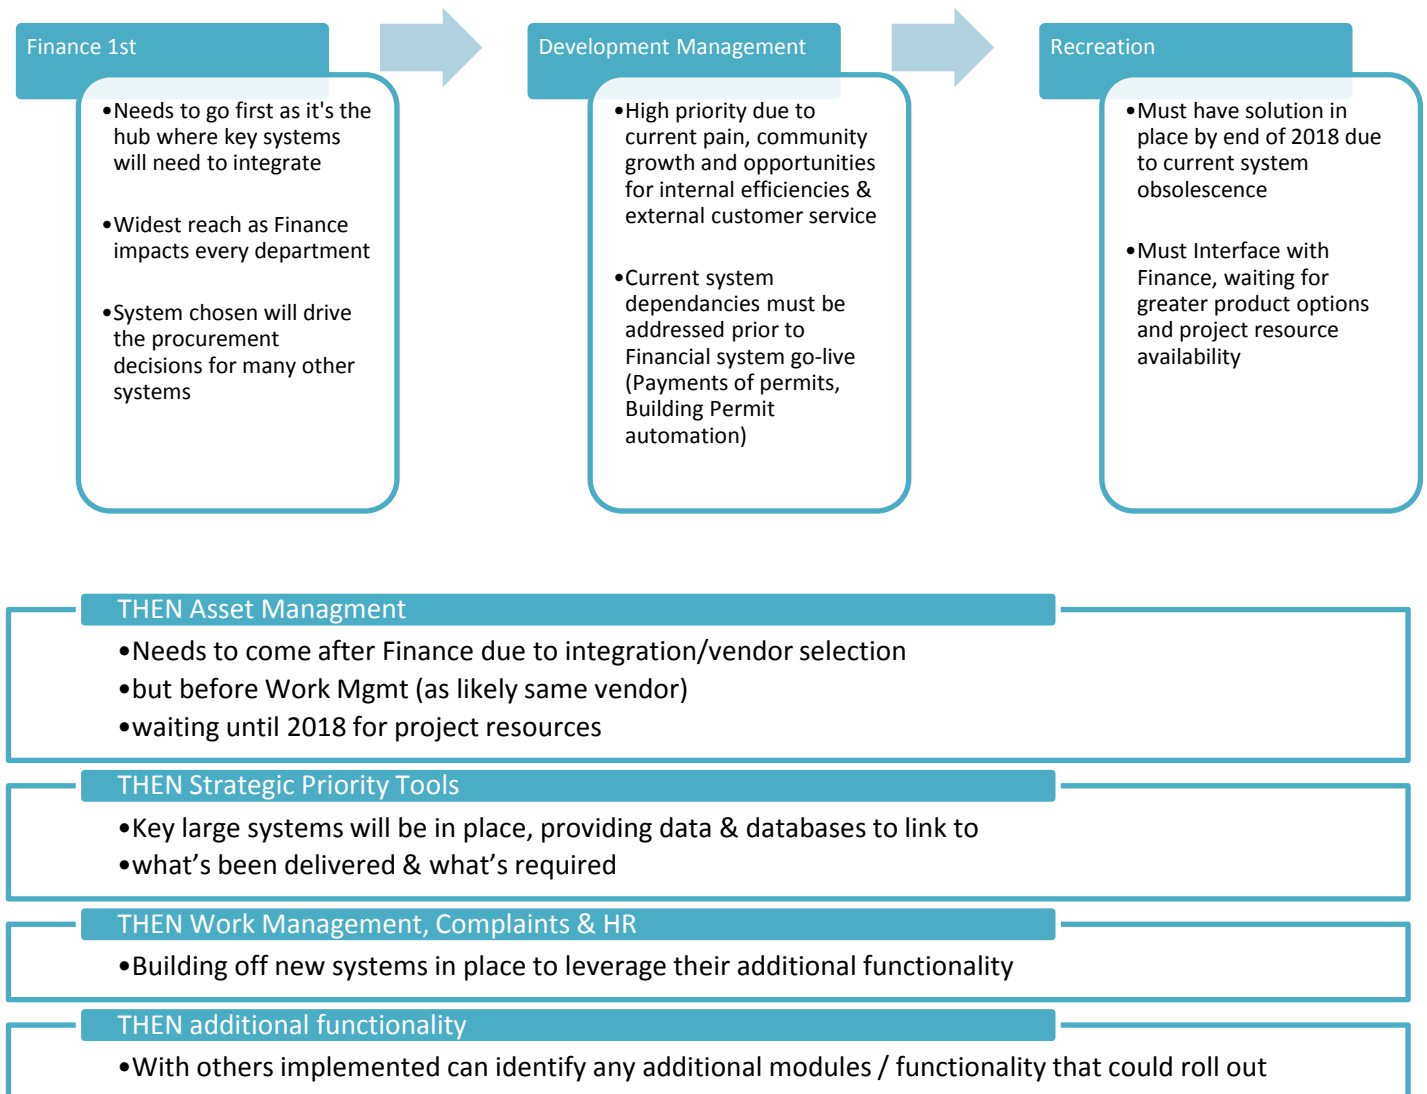 Finance 1st
•Needs to go first as it's the
hub where key systems
will need to integrate
•Widest reach as Finance
impacts every department
•System chosen will drive
the procurement
decisions for many other
systems
Development Management
•High priority due to
current pain, community
growth and opportunities
for internal efficiencies &
external customer service
•Current system
dependancies must be
addressed prior to
Financial system go-live
(Payments of permits,
Building Permit
automation)
Recreation
•Must have solution in
place by end of 2018 due
to current system
obsolescence
•Must Interface with
Finance, waiting for
greater product options
and project resource
availability
THEN Asset Managment
•Needs to come after Finance due to integration/vendor selection
•but before Work Mgmt (as likely same vendor)
•waiting until 2018 for project resources
THEN Strategic Priority Tools
•Key large systems will be in place, providing data & databases to link to
•what’s been delivered & what’s required
THEN Work Management, Complaints & HR
•Building off new systems in place to leverage their additional functionality
THEN additional functionality
•With others implemented can identify any additional modules / functionality that could roll out